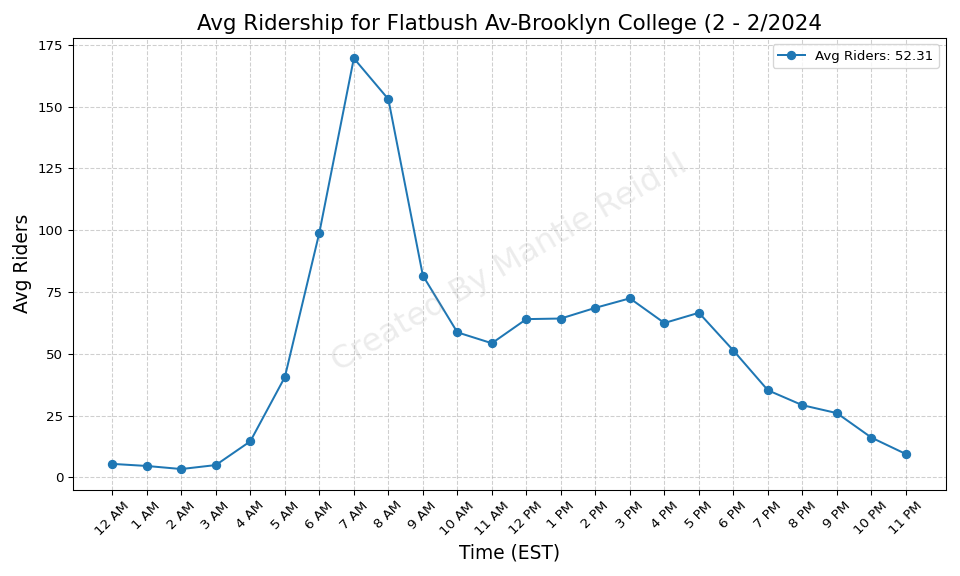 Avg Ridership for Flatbush Av-Brooklyn College (2 - 2/2024
Avg Riders: 52.31
175
150
125
100
75
50
25
0
Avg Riders
Created By Mantle Reid II
12 AM
1 AM
2 AM
3 AM
4 AM
5 AM
6 AM
7 AM
8 AM
9 AM
10 AM
11 AM
12 PM
1 PM
2 PM
3 PM
4 PM
5 PM
6 PM
7 PM
8 PM
9 PM
10 PM
11 PM
Time (EST)